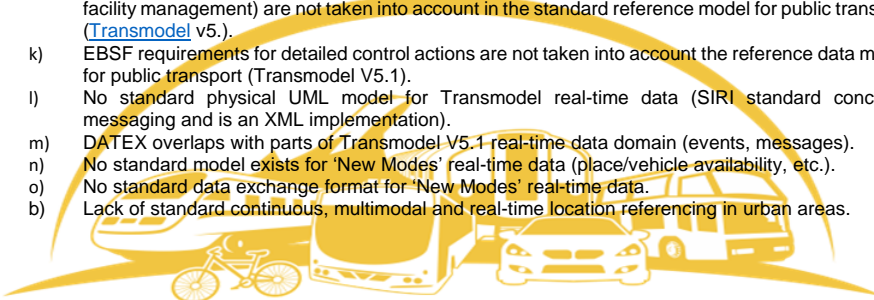 facility management) are not taken into account in the standard reference model for public trans
(Transmodel v5.).
k) EBSF requirements for detailed control actions are not taken into account the reference data m
for public transport (Transmodel V5.1).
l) No standard physical UML model for Transmodel real-time data (SIRI standard conc
messaging and is an XML implementation).
m) DATEX overlaps with parts of Transmodel V5.1 real-time data domain (events, messages).
n) No standard model exists for ‘New Modes’ real-time data (place/vehicle availability, etc.).
o) No standard data exchange format for ‘New Modes’ real-time data.
b) Lack of standard continuous, multimodal and real-time location referencing in urban areas.